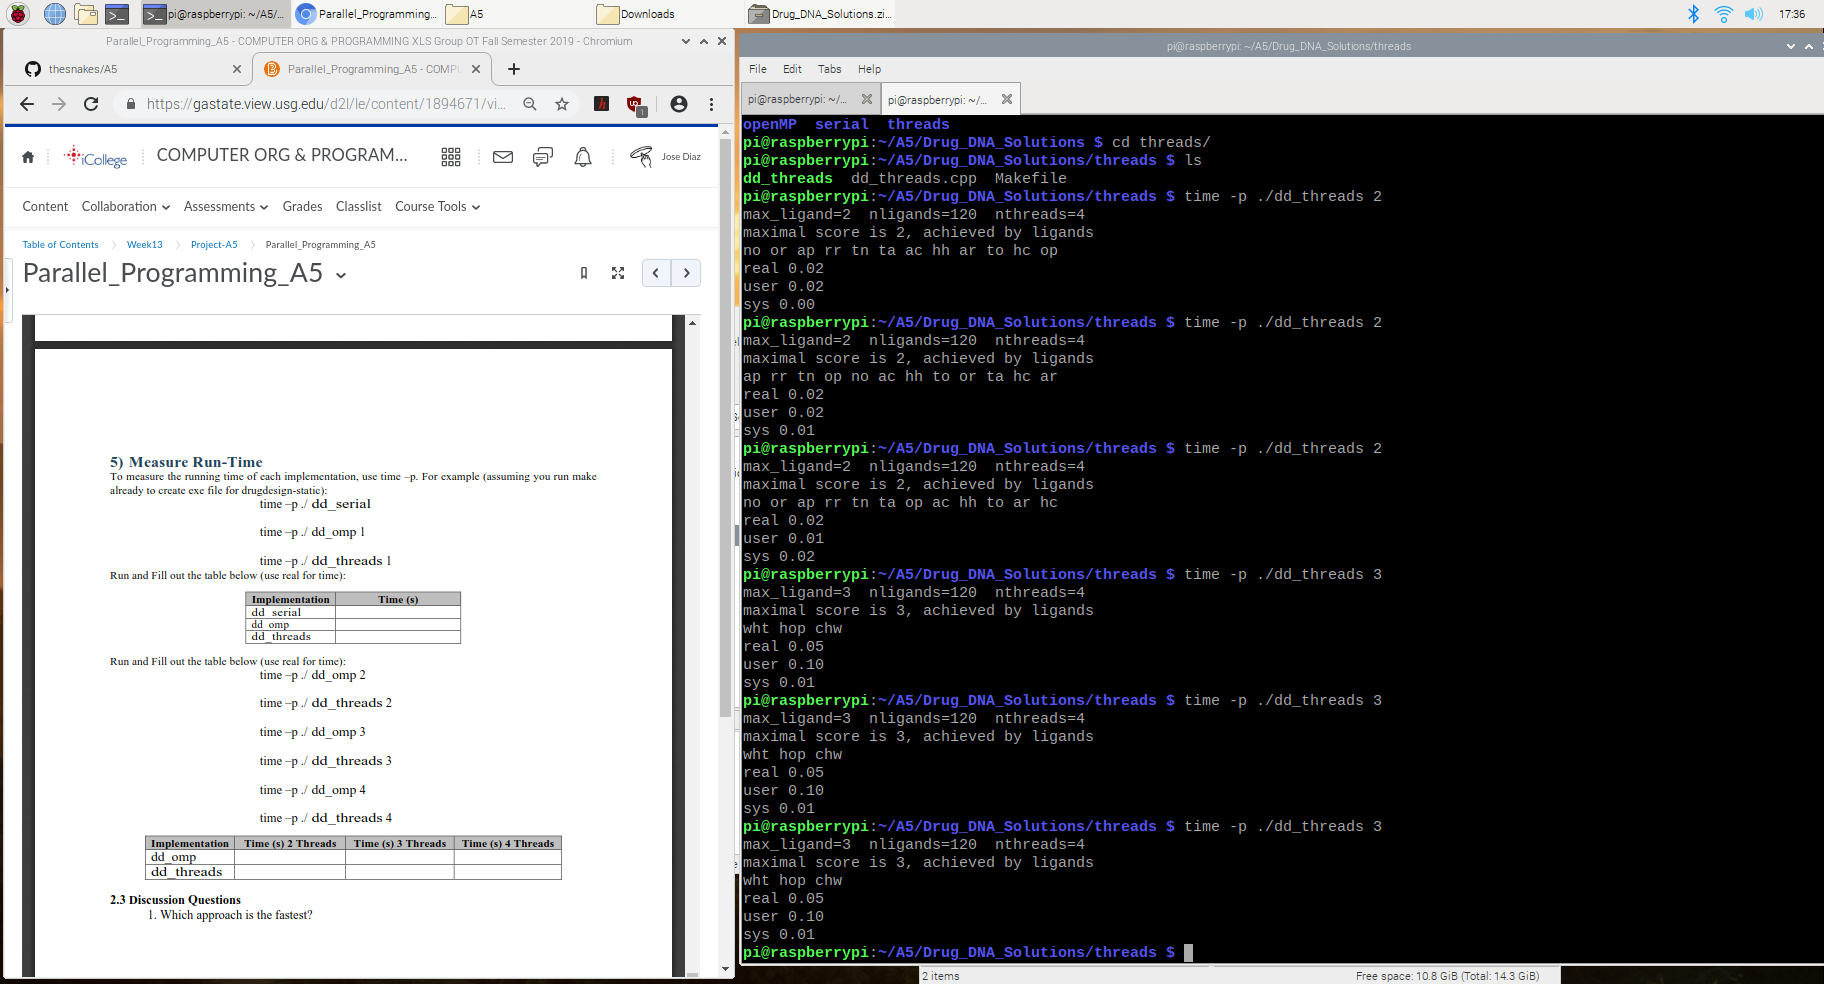 pi@raspberrypi: ~/A5/...
Parallel_Programming...
A5
Downloads
Drug_DNA_Solutions.zi...
17:36
Parallel_Programming_A5 - COMPUTER ORG & PROGRAMMING XLS Group OT Fall Semester 2019 - Chromium
thesnakes/A5
Parallel_Programming_A5 - COMPU
https://gastate.view.usg.edu/d2l/le/content/1894671/vi...
iCollege
COMPUTER ORG & PROGRAM...
Jose Diaz
Content Collaboration Assessments Grades Classlist Course Tools
Table of Contents Week13 Project-A5 Parallel_Programming_A5
Parallel_Programming_A5
5) Measure Run-Time
To measure the running time of each implementation, use time –p. For example (assuming you run make
already to create exe file for drugdesign-static):
time –p ./ dd_serial
time –p ./ dd_omp 1
time –p ./ dd_threads 1
Run and Fill out the table below (use real for time):
Implementation Time (s)
dd_serial
dd_omp
dd_threads
Run and Fill out the table below (use real for time):
time –p ./ dd_omp 2
time –p ./ dd_threads 2
time –p ./ dd_omp 3
time –p ./ dd_threads 3
time –p ./ dd_omp 4
time –p ./ dd_threads 4
Implementation Time (s) 2 Threads Time (s) 3 Threads Time (s) 4 Threads
dd_omp
dd_threads
2.3 Discussion Questions
1. Which approach is the fastest?
pi@raspberrypi: ~/A5/Drug_DNA_Solutions/threads
File Edit Tabs Help
pi@raspberrypi: ~/... pi@raspberrypi: ~/...
openMP serial threads
pi@raspberrypi:~/A5/Drug_DNA_Solutions $ cd threads/
pi@raspberrypi:~/A5/Drug_DNA_Solutions/threads $ ls
dd_threads dd_threads.cpp Makefile
pi@raspberrypi:~/A5/Drug_DNA_Solutions/threads $ time -p ./dd_threads 2
max_ligand=2 nligands=120 nthreads=4
maximal score is 2, achieved by ligands
no or ap rr tn ta ac hh ar to hc op
real 0.02
user 0.02
sys 0.00
pi@raspberrypi:~/A5/Drug_DNA_Solutions/threads $ time -p ./dd_threads 2
max_ligand=2 nligands=120 nthreads=4
maximal score is 2, achieved by ligands
ap rr tn op no ac hh to or ta hc ar
real 0.02
user 0.02
sys 0.01
pi@raspberrypi:~/A5/Drug_DNA_Solutions/threads $ time -p ./dd_threads 2
max_ligand=2 nligands=120 nthreads=4
maximal score is 2, achieved by ligands
no or ap rr tn ta op ac hh to ar hc
real 0.02
user 0.01
sys 0.02
pi@raspberrypi:~/A5/Drug_DNA_Solutions/threads $ time -p ./dd_threads 3
max_ligand=3 nligands=120 nthreads=4
maximal score is 3, achieved by ligands
wht hop chw
real 0.05
user 0.10
sys 0.01
pi@raspberrypi:~/A5/Drug_DNA_Solutions/threads $ time -p ./dd_threads 3
max_ligand=3 nligands=120 nthreads=4
maximal score is 3, achieved by ligands
wht hop chw
real 0.05
user 0.10
sys 0.01
pi@raspberrypi:~/A5/Drug_DNA_Solutions/threads $ time -p ./dd_threads 3
max_ligand=3 nligands=120 nthreads=4
maximal score is 3, achieved by ligands
wht hop chw
real 0.05
user 0.10
sys 0.01
pi@raspberrypi:~/A5/Drug_DNA_Solutions/threads $
2 items
Free space: 10.8 GiB (Total: 14.3 GiB)